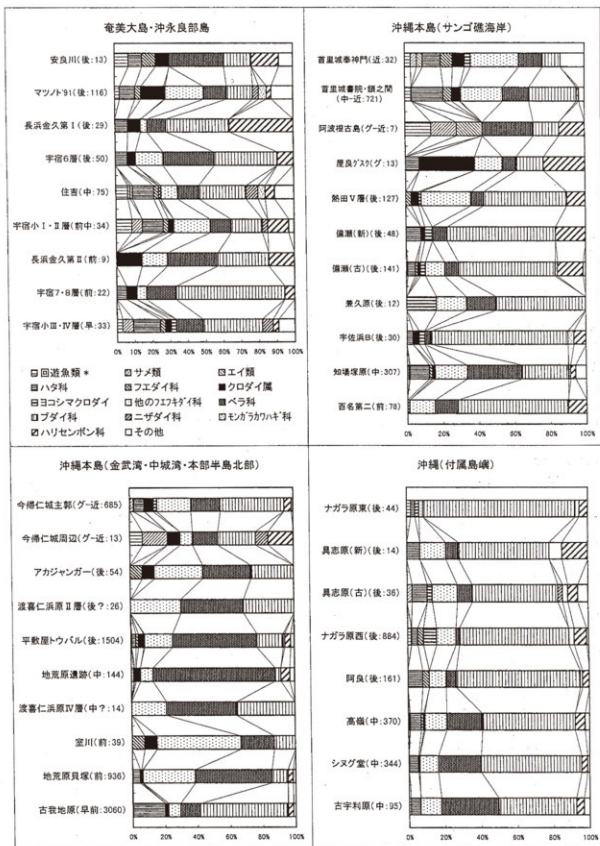 奄美大島・沖永良部島
安良川(後:13)
マツノト'91(後:116)
長浜金久第Ⅰ(後:29)
宇宿6層(後:50)
住吉(中:75)
宇宿小Ⅰ・Ⅱ層(前中:34)
長浜金久第Ⅱ(前:9)
宇宿7・8層(前:22)
宇宿小Ⅲ・Ⅳ層(早:33)
0% 10% 20% 30% 40% 50% 60% 70% 80% 90% 100%
回遊魚類* サメ類 エイ類
ハタ科 フエダイ科 クロダイ属
ヨコシマクロダイ 他のフエフキダイ科 ベラ科
ブダイ科 ニザダイ科 モンガラカワハギ科
ハリセンボン科 その他
沖縄本島(サンゴ礁海岸)
首里城奉神門(近:32)
首里城書院・鎖之間
(中-近:721)
阿波根古島(グ-近:7)
屋良グスク(グ:13)
熱田Ⅴ層(後:127)
備瀬(新)(後:48)
備瀬(古)(後:141)
兼久原(後:12)
宇佐浜B(後:30)
知場塚原(中:307)
百名第二(前:78)
0% 20% 40% 60% 80% 100%
沖縄本島(金武湾・中城湾・本部半島北部)
今帰仁城主郭(グ-近:685)
今帰仁城周辺(グ-近:13)
アカジャンガー(後:54)
渡喜仁浜原Ⅱ層(後?:26)
平敷屋トウバル(後:1504)
地荒原遺跡(中:144)
渡喜仁浜原Ⅳ層(中?:14)
室川(前:39)
地荒原貝塚(前:936)
古我地原(早前:3060)
0% 20% 40% 60% 80% 100%
沖縄(付属島嶼)
ナガラ原東(後:44)
具志原(新)(後:14)
具志原(古)(後:36)
ナガラ原西(後:884)
阿良(後:161)
高嶺(中:370)
シヌグ堂(中:344)
古宇利原(中:95)
0% 20% 40% 60% 80% 100%